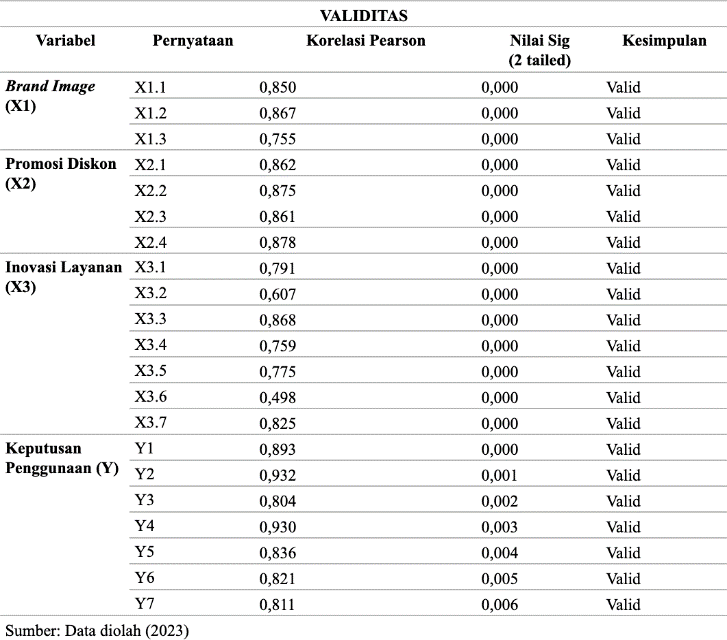 VALIDITAS
Variabel Pernyataan Korelasi Pearson Nilai Sig (2 tailed) Kesimpulan
Brand Image (X1) X1.1 0,850 0,000 Valid
X1.2 0,867 0,000 Valid
X1.3 0,755 0,000 Valid
Promosi Diskon (X2) X2.1 0,862 0,000 Valid
X2.2 0,875 0,000 Valid
X2.3 0,861 0,000 Valid
X2.4 0,878 0,000 Valid
Inovasi Layanan (X3) X3.1 0,791 0,000 Valid
X3.2 0,607 0,000 Valid
X3.3 0,868 0,000 Valid
X3.4 0,759 0,000 Valid
X3.5 0,775 0,000 Valid
X3.6 0,498 0,000 Valid
X3.7 0,825 0,000 Valid
Keputusan Penggunaan (Y) Y1 0,893 0,000 Valid
Y2 0,932 0,001 Valid
Y3 0,804 0,002 Valid
Y4 0,930 0,003 Valid
Y5 0,836 0,004 Valid
Y6 0,821 0,005 Valid
Y7 0,811 0,006 Valid
Sumber: Data diolah (2023)